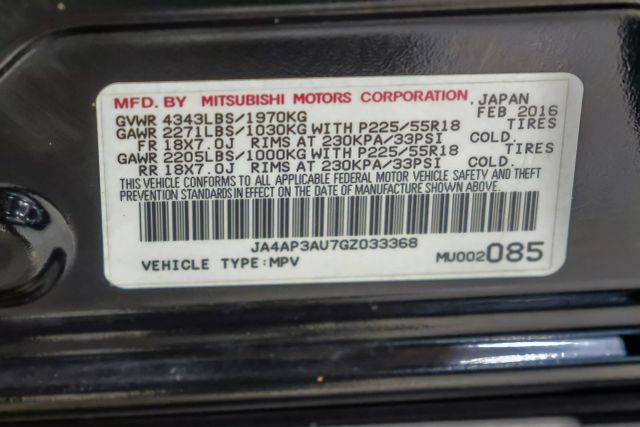 MFD. BY MITSUBISHI MOTORS CORPORATION, JAPAN
GVWR 4343LBS/1970KG FEB 2016
GAWR 2271LBS/1030KG WITH P225/55R18 TIRES
FR 18X7.0J RIMS AT 230KPA/33PSI COLD.
GAWR 2205LBS/1000KG WITH P225/55R18 TIRES
RR 18X7.0J RIMS AT 230KPA/33PSI COLD.
THIS VEHICLE CONFORMS TO ALL APPLICABLE FEDERAL MOTOR VEHICLE SAFETY AND THEFT
PREVENTION STANDARDS IN EFFECT ON THE DATE OF MANUFACTURE SHOWN ABOVE.
JA4AP3AU7GZ033368
VEHICLE TYPE:MPV MU002085